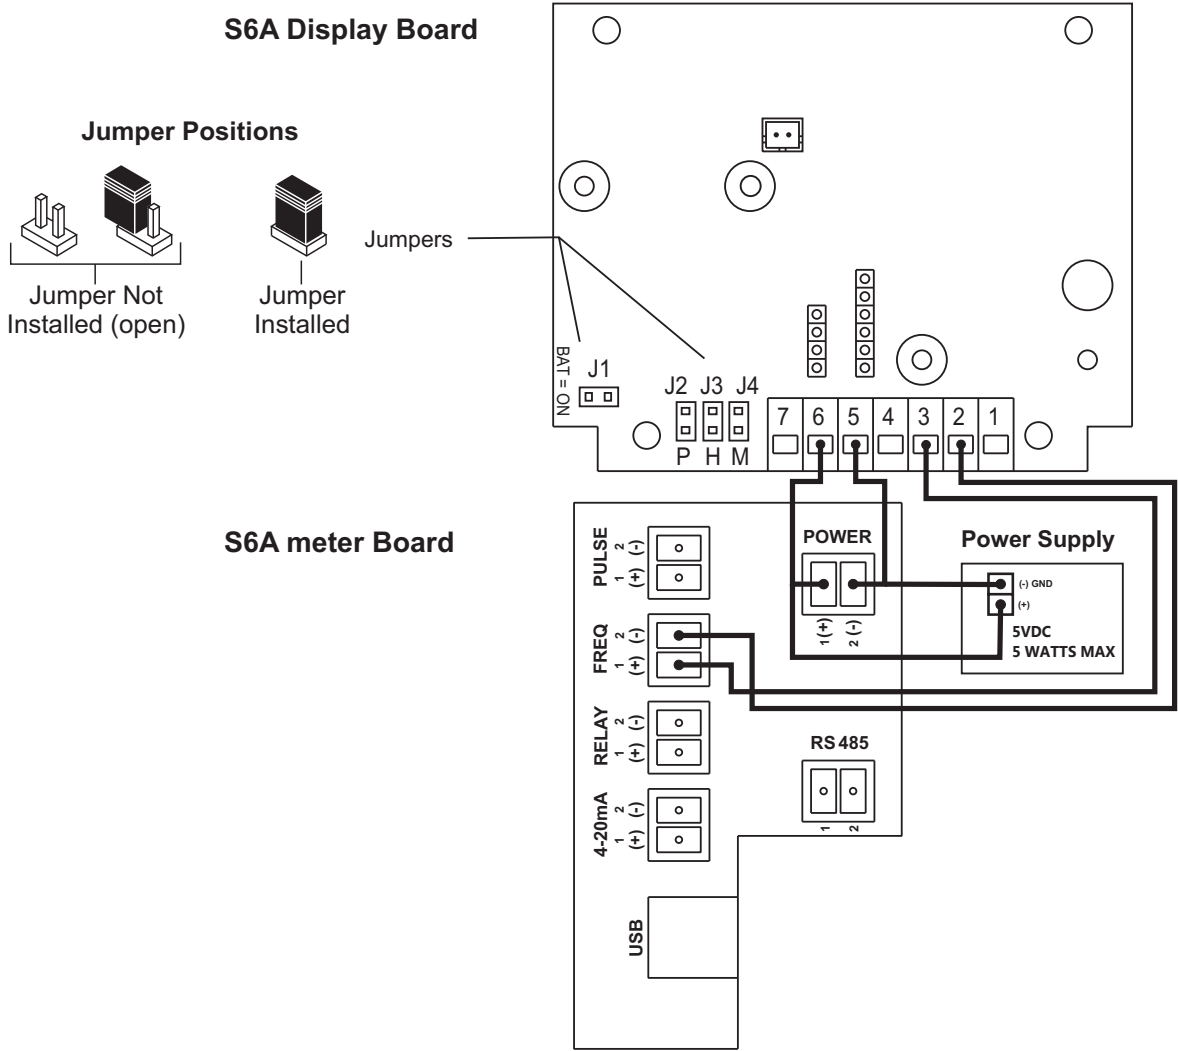 S6A Display Board
Jumper Positions
Jumpers
Jumper Not
Installed (open)
Jumper
Installed
BAT = ON
J1
J2 J3 J4
P H M
7 6 5 4 3 2 1
S6A meter Board
PULSE
1 (+) 2 (-)
FREQ
1 (+) 2 (-)
RELAY
1 (+) 2 (-)
4-20mA
1 (+) 2 (-)
USB
POWER
1 (+) 2 (-)
RS 485
1 2
Power Supply
(-) GND
(+)
5VDC
5 WATTS MAX